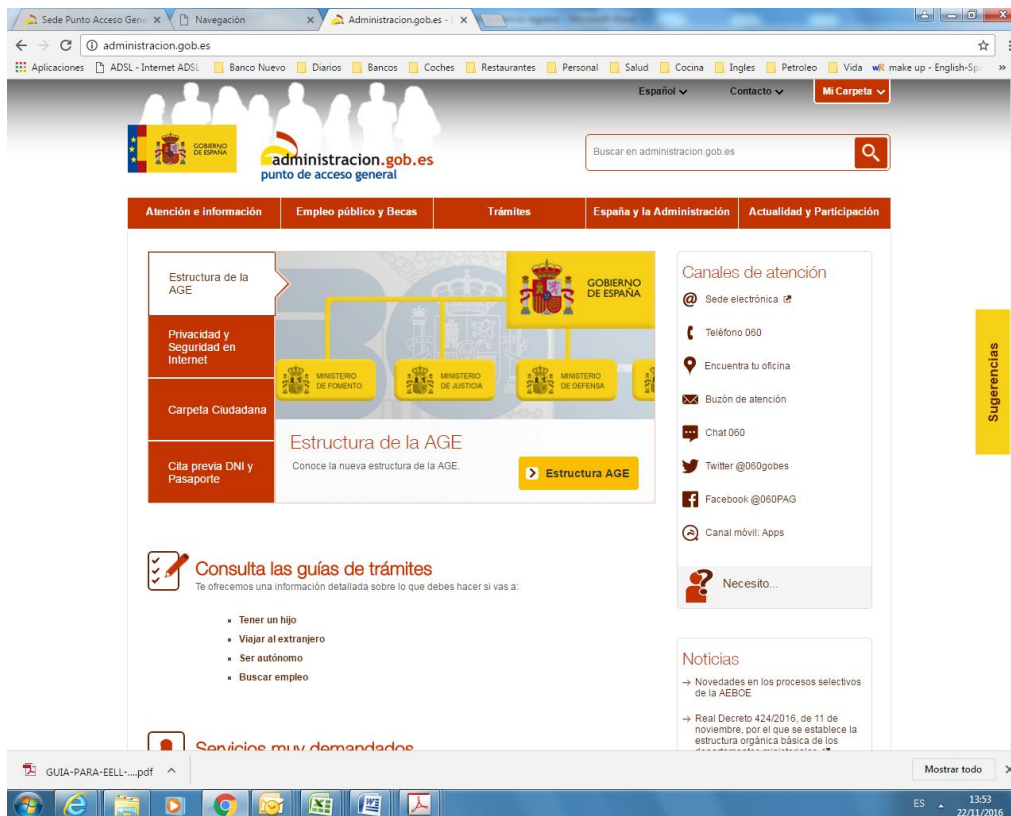 Sede Punto Acceso Gene
Navegación
Administracion.gob.es -
administracion.gob.es
Aplicaciones
ADSL - Internet ADSL
Banco Nuevo
Diarios
Bancos
Coches
Restaurantes
Personal
Salud
Cocina
Ingles
Petroleo
Vida
make up - English-Sp
»
Español
Contacto
Mi Carpeta
GOBIERNO
DE ESPAÑA
administracion.gob.es
punto de acceso general
Buscar en administracion.gob.es
Atención e información
Empleo público y Becas
Trámites
España y la Administración
Actualidad y Participación
Estructura de la
AGE
Privacidad y
Seguridad en
Internet
Carpeta Ciudadana
Cita previa DNI y
Pasaporte
GOBIERNO
DE ESPAÑA
MINISTERIO
DE FOMENTO
MINISTERIO
DE JUSTICIA
MINISTERIO
DE DEFENSA
Estructura de la AGE
Conoce la nueva estructura de la AGE.
Estructura AGE
Canales de atención
Sede electrónica
Teléfono 060
Encuentra tu oficina
Buzón de atención
Chat 060
Twitter @060gobes
Facebook @060PAG
Canal móvil: Apps
Necesito...
Sugerencias
Consulta las guías de trámites
Te ofrecemos una información detallada sobre lo que debes hacer si vas a:
Tener un hijo
Viajar al extranjero
Ser autónomo
Buscar empleo
Noticias
Novedades en los procesos selectivos
de la AEBOE
Real Decreto 424/2016, de 11 de
noviembre, por el que se establece la
estructura orgánica básica de los
departamentos ministeriales
Servicios muy demandados
GUIA-PARA-EELL-....pdf
Mostrar todo
ES
13:53
22/11/2016